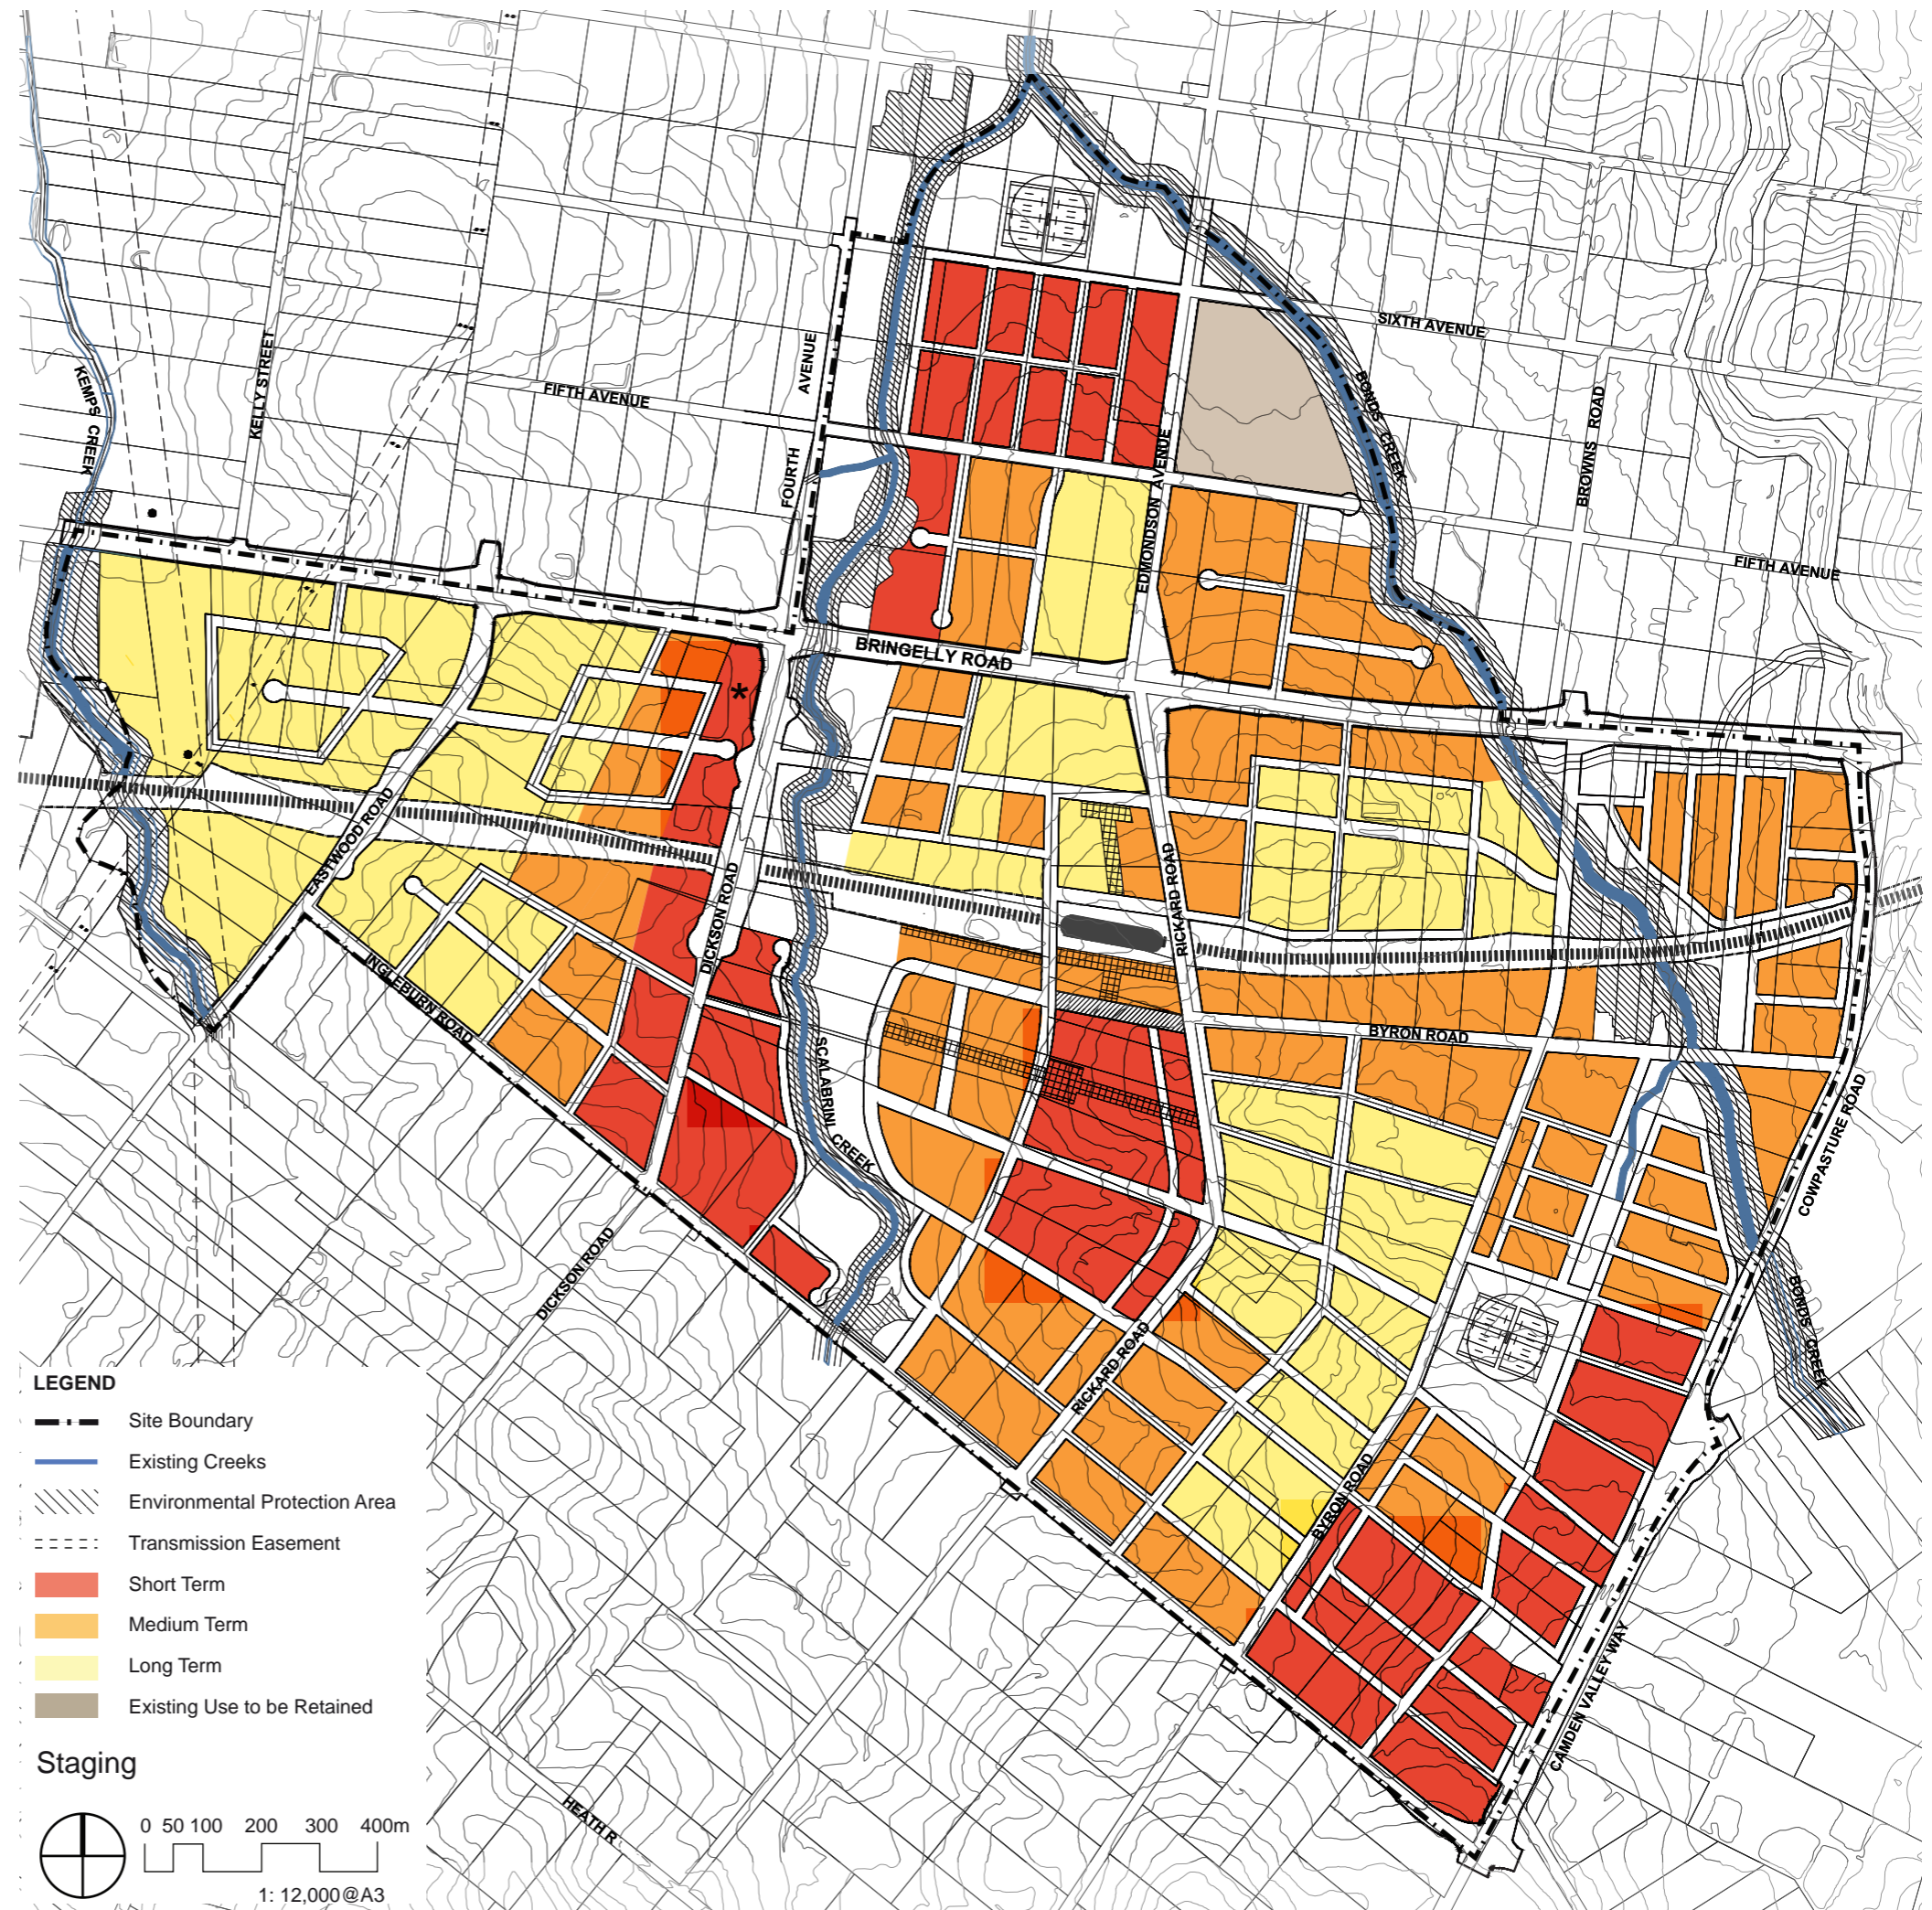 SIXTH AVENUE
KEMPS CREEK
KELLY STREET
FIFTH AVENUE
FOURTH AVENUE
BONDS CREEK
BROWNS ROAD
EDMONDSON AVENUE
FIFTH AVENUE
BRINGELLY ROAD
EASTWOOD ROAD
DICKSON ROAD
RICKARD ROAD
INGLEBURN ROAD
BYRON ROAD
SCALABRINI CREEK
COWPASTURE ROAD
DICKSON ROAD
RICKARD ROAD
BONDS CREEK
BYRON ROAD
CAMDEN VALLEY WAY
HEATH R
*
LEGEND
Site Boundary
Existing Creeks
Environmental Protection Area
Transmission Easement
Short Term
Medium Term
Long Term
Existing Use to be Retained
Staging
0 50 100 200 300 400m
1: 12,000@A3